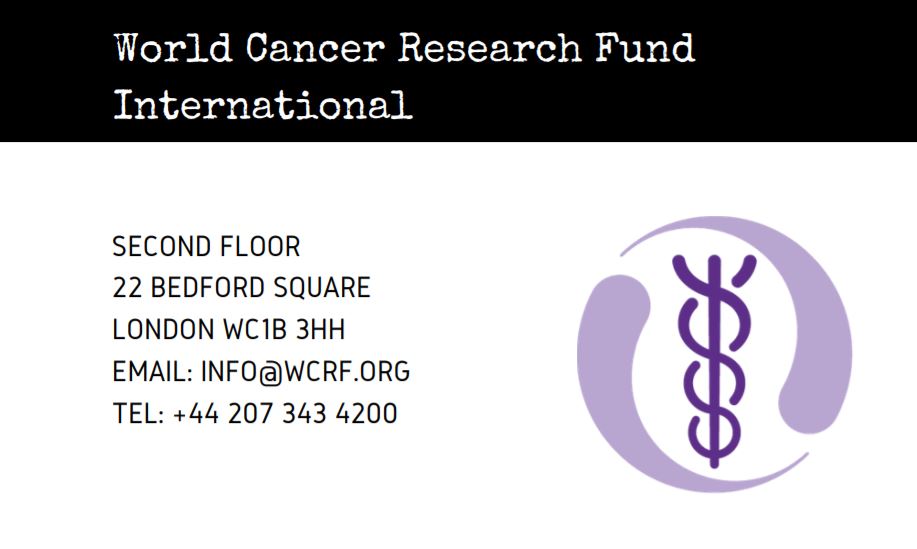 World Cancer Research Fund
International
SECOND FLOOR
22 BEDFORD SQUARE
LONDON WC1B 3HH
EMAIL: INFO@WCRF.ORG
TEL: +44 207 343 4200